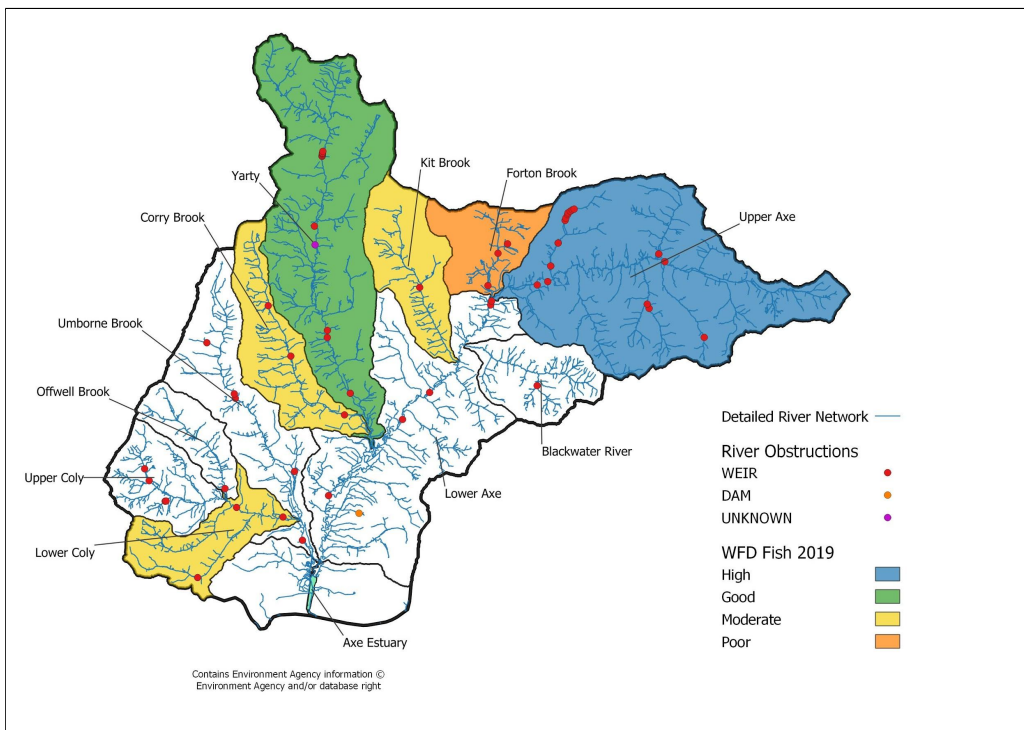 Kit Brook
Forton Brook
Yarty
Corry Brook
Upper Axe
Umborne Brook
Offwell Brook
Detailed River Network
River Obstructions
Blackwater River
WEIR
Upper Coly
Lower Axe
DAM
UNKNOWN
Lower Coly
WFD Fish 2019
High
Good
Moderate
Poor
Axe Estuary
Contains Environment Agency information ©
Environment Agency and/or database right